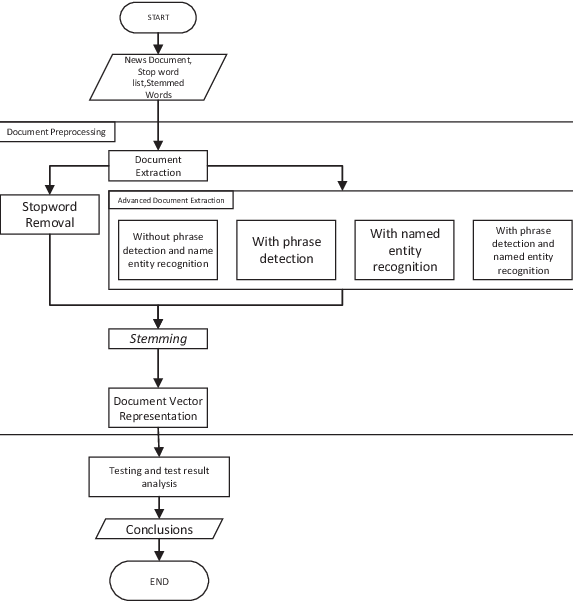 START
News Document,
Stop word
list,Stemmed
Words
Document Preprocessing
Document
Extraction
Stopword
Removal
Advanced Document Extraction
Without phrase
detection and name
entity recognition
With phrase
detection
With named
entity
recognition
With phrase
detection and
named entity
recognition
Stemming
Document Vector
Representation
Testing and test result
analysis
Conclusions
END